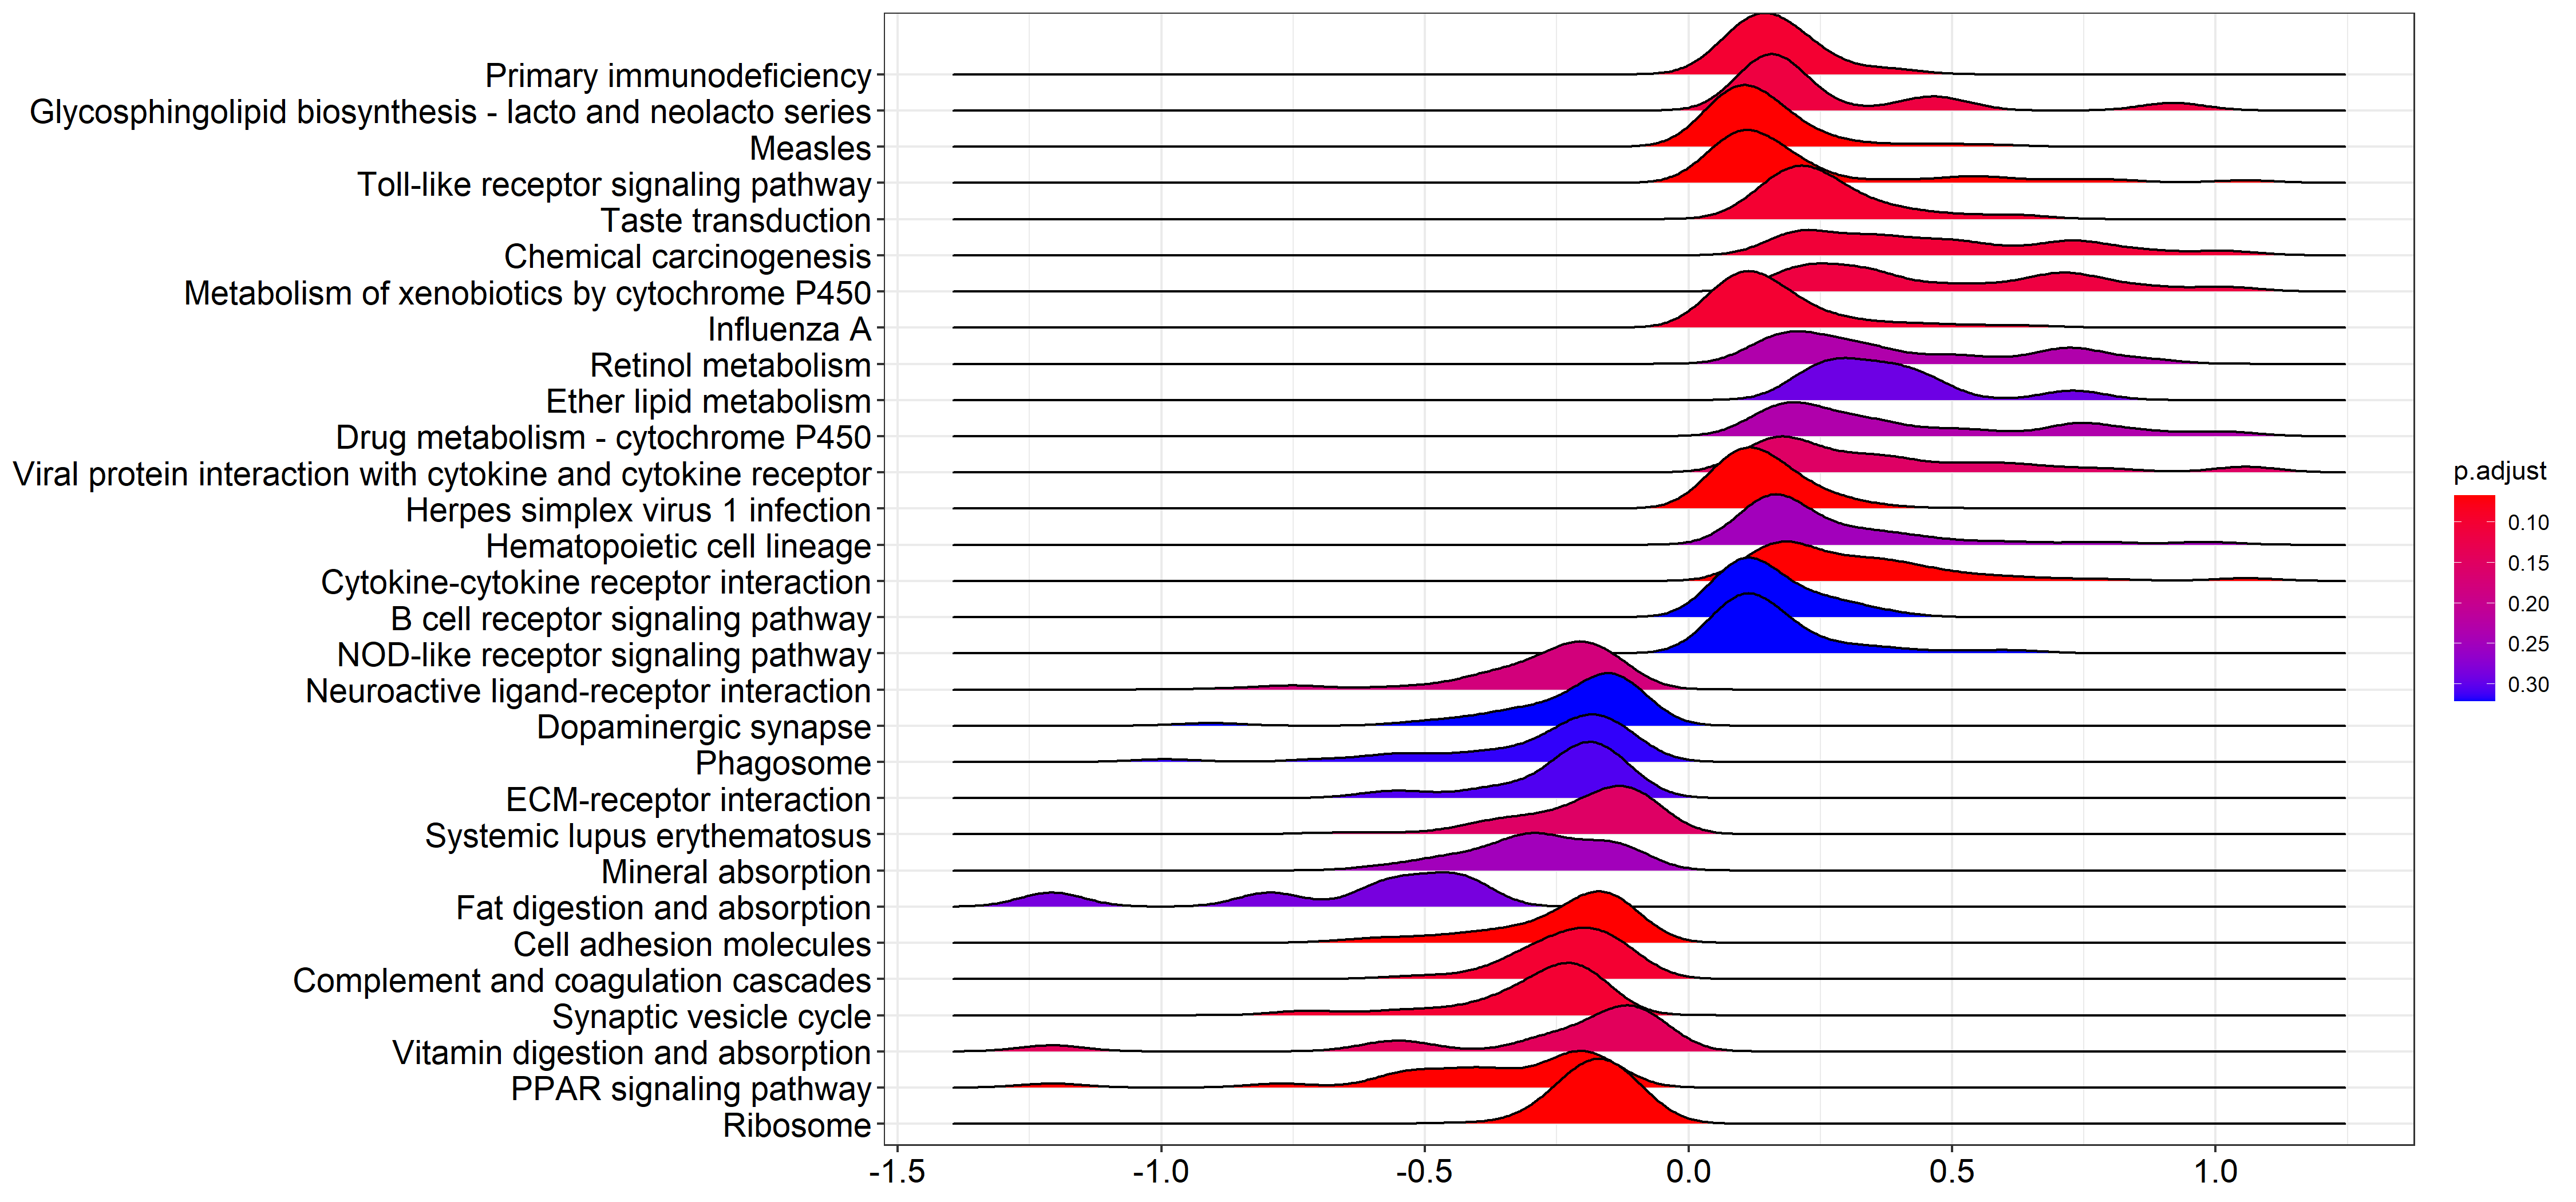 Primary immunodeficiency
Glycosphingolipid biosynthesis - lacto and neolacto series
Measles
Toll-like receptor signaling pathway
Taste transduction
Chemical carcinogenesis
Metabolism of xenobiotics by cytochrome P450
Influenza A
Retinol metabolism
Ether lipid metabolism
Drug metabolism - cytochrome P450
Viral protein interaction with cytokine and cytokine receptor
Herpes simplex virus 1 infection
Hematopoietic cell lineage
Cytokine-cytokine receptor interaction
B cell receptor signaling pathway
NOD-like receptor signaling pathway
Neuroactive ligand-receptor interaction
Dopaminergic synapse
Phagosome
ECM-receptor interaction
Systemic lupus erythematosus
Mineral absorption
Fat digestion and absorption
Cell adhesion molecules
Complement and coagulation cascades
Synaptic vesicle cycle
Vitamin digestion and absorption
PPAR signaling pathway
Ribosome
-1.5 -1.0 -0.5 0.0 0.5 1.0
p.adjust
0.10
0.15
0.20
0.25
0.30